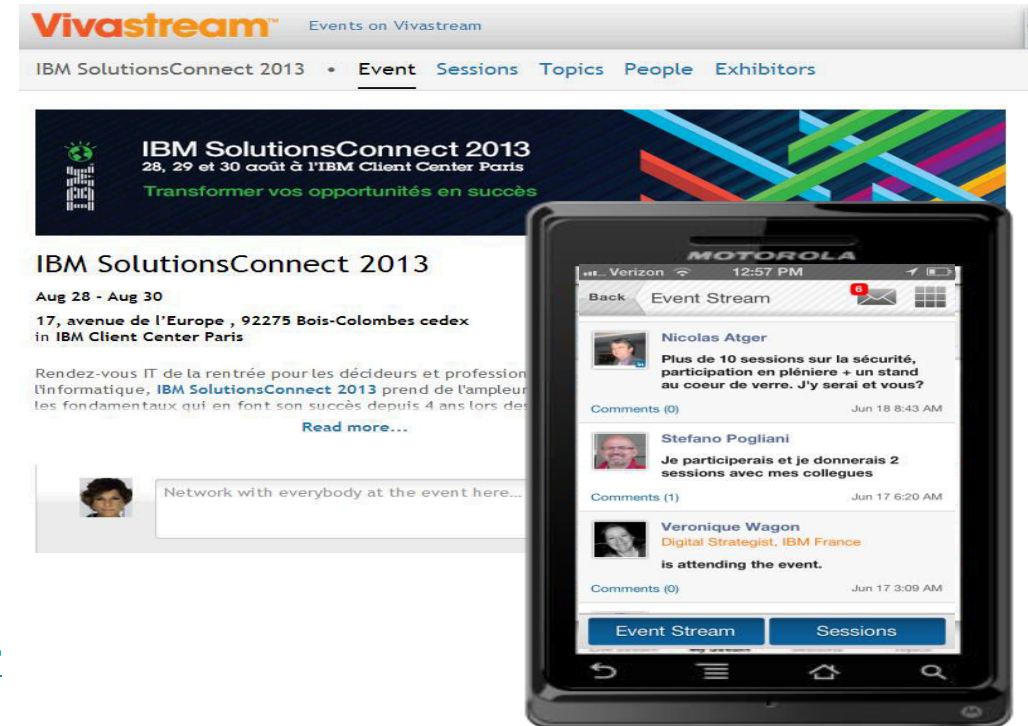 Vivastream™ Events on Vivastream
IBM SolutionsConnect 2013 • Event Sessions Topics People Exhibitors
IBM SolutionsConnect 2013
28, 29 et 30 août à l'IBM Client Center Paris
Transformer vos opportunités en succès
IBM SolutionsConnect 2013
Aug 28 - Aug 30
17, avenue de l'Europe , 92275 Bois-Colombes cedex
in IBM Client Center Paris
Rendez-vous IT de la rentrée pour les décideurs et profession
l'informatique, IBM SolutionsConnect 2013 prend de l'ampleur
les fondamentaux qui en font son succès depuis 4 ans lors des
Read more...
Network with everybody at the event here...
MOTOROLA
Verizon 12:57 PM
Back Event Stream 6
Nicolas Atger
Plus de 10 sessions sur la sécurité,
participation en plénière + un stand
au coeur de verre. J'y serai et vous?
Comments (0) Jun 18 8:43 AM
Stefano Pogliani
Je participerais et je donnerais 2
sessions avec mes collegues
Comments (1) Jun 17 6:20 AM
Veronique Wagon
Digital Strategist, IBM France
is attending the event.
Comments (0) Jun 17 3:09 AM
Event Stream Sessions